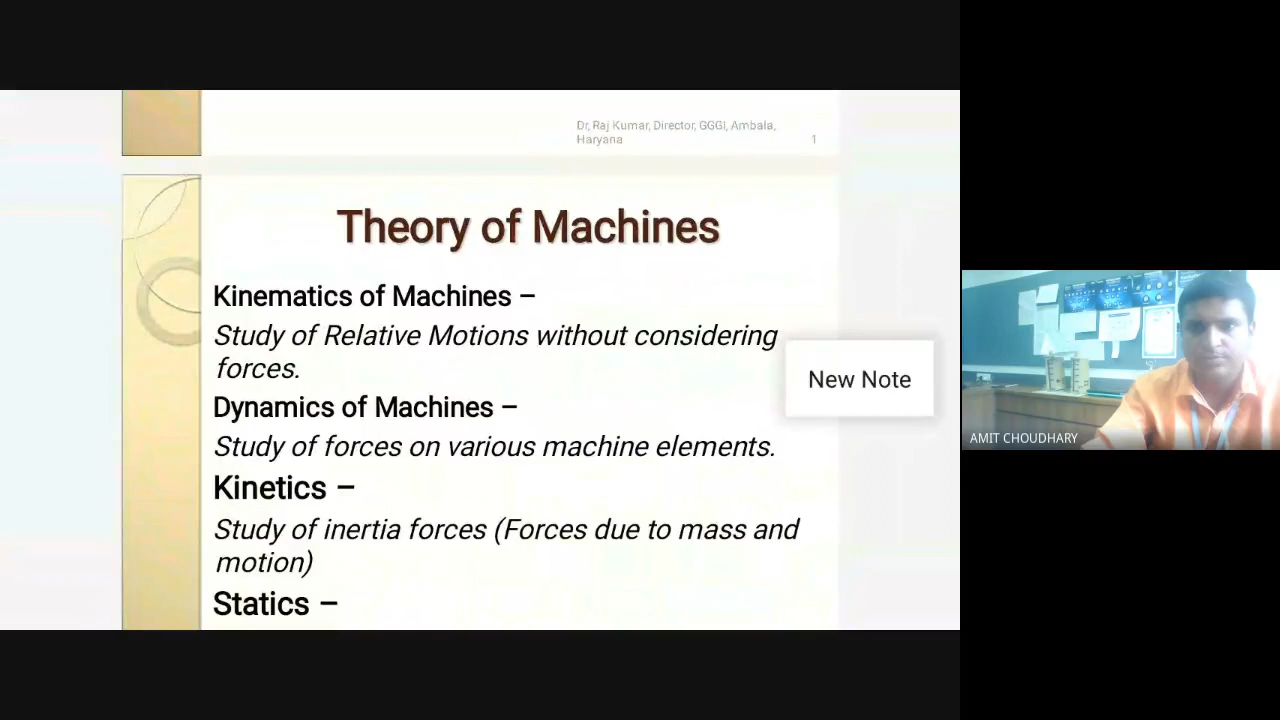 Dr, Raj Kumar, Director, GGGI, Ambala,
Haryana
1
Theory of Machines
Kinematics of Machines –
Study of Relative Motions without considering
forces.
Dynamics of Machines –
Study of forces on various machine elements.
Kinetics –
Study of inertia forces (Forces due to mass and
motion)
Statics –
New Note
AMIT CHOUDHARY